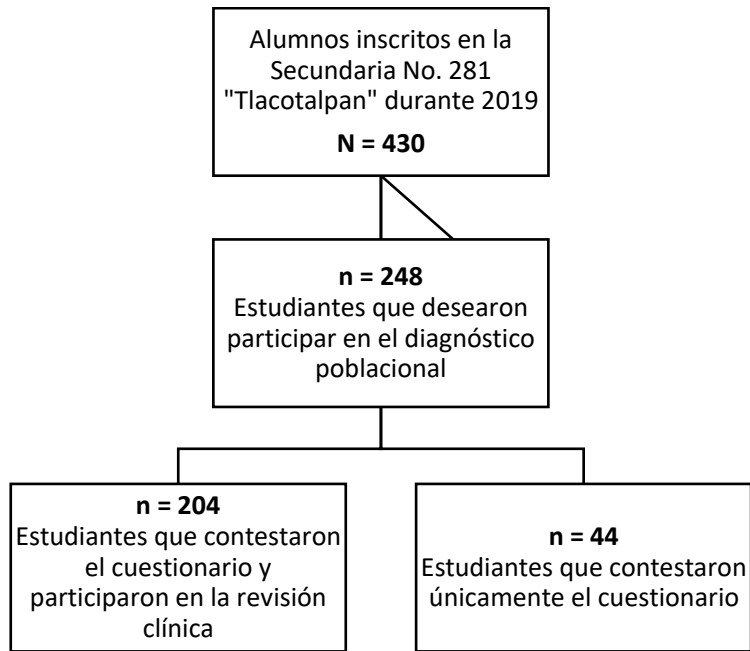 Alumnos inscritos en la
Secundaria No. 281
"Tlacotalpan" durante 2019
N = 430
n = 248
Estudiantes que desearon
participar en el diagnóstico
poblacional
n = 204
Estudiantes que contestaron
el cuestionario y
participaron en la revisión
clínica
n = 44
Estudiantes que contestaron
únicamente el cuestionario